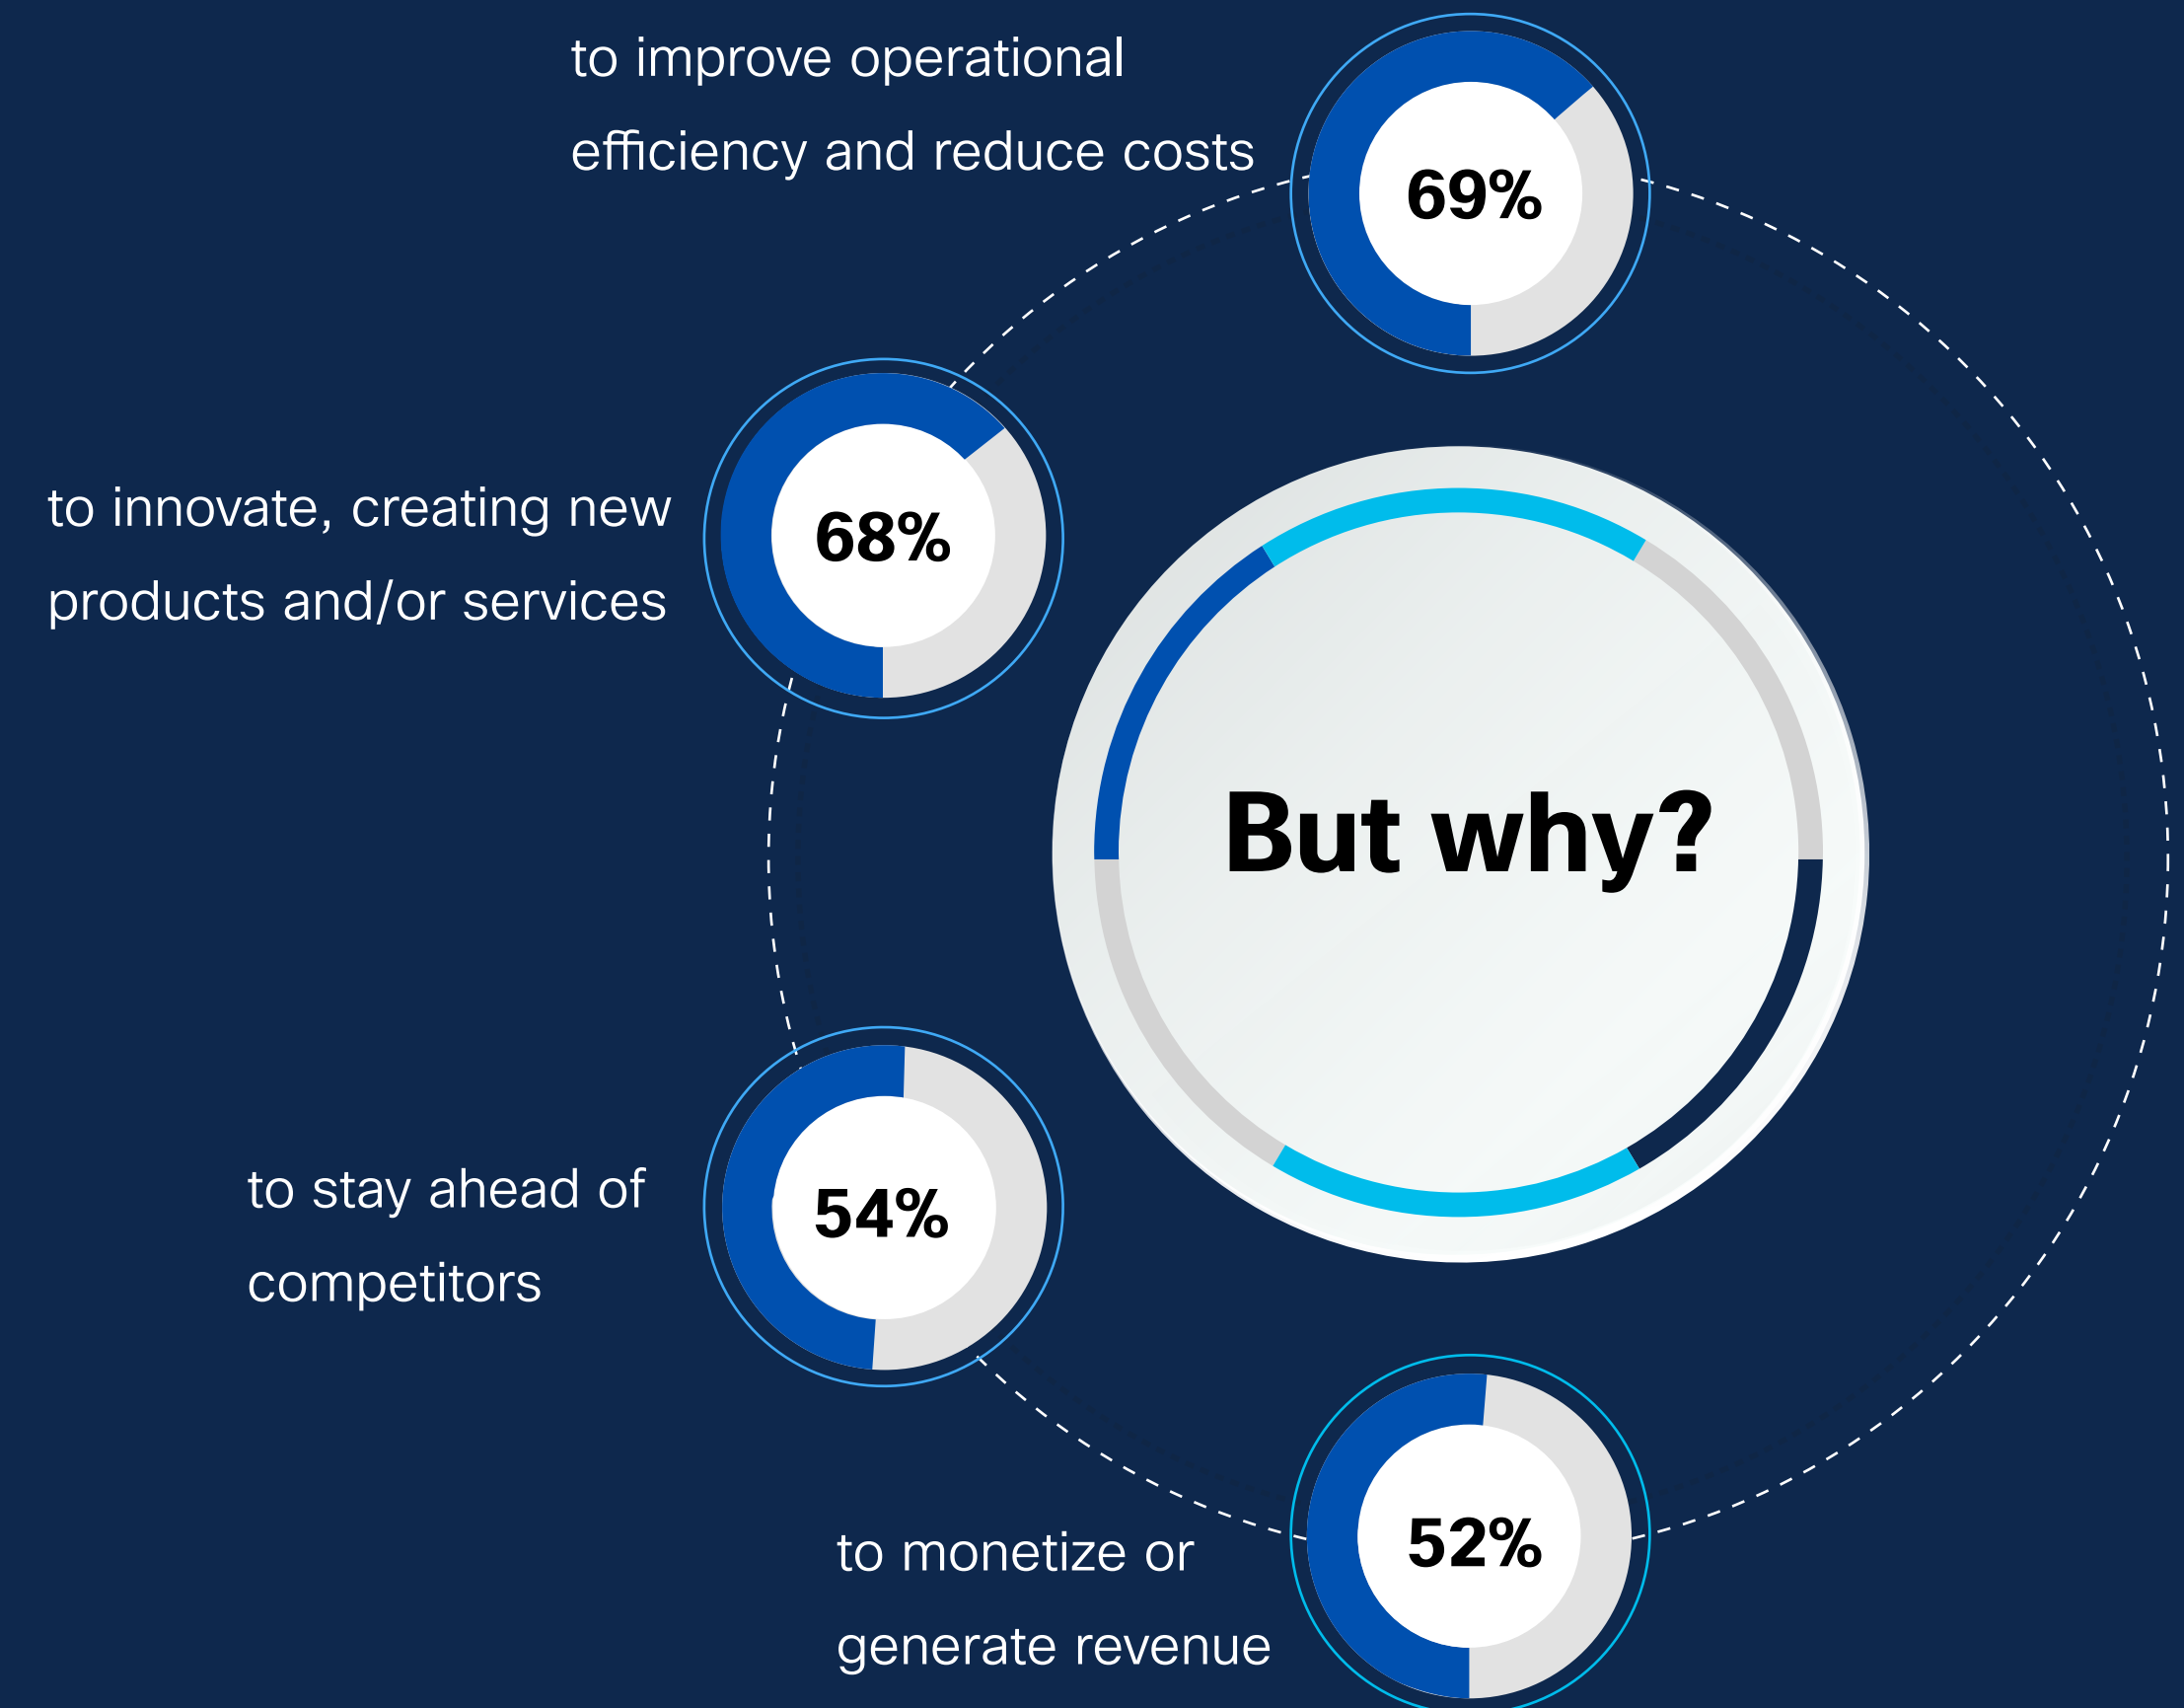 to improve operational
efficiency and reduce costs
69%
to innovate, creating new
products and/or services
68%
But why?
to stay ahead of
competitors
54%
to monetize or
generate revenue
52%